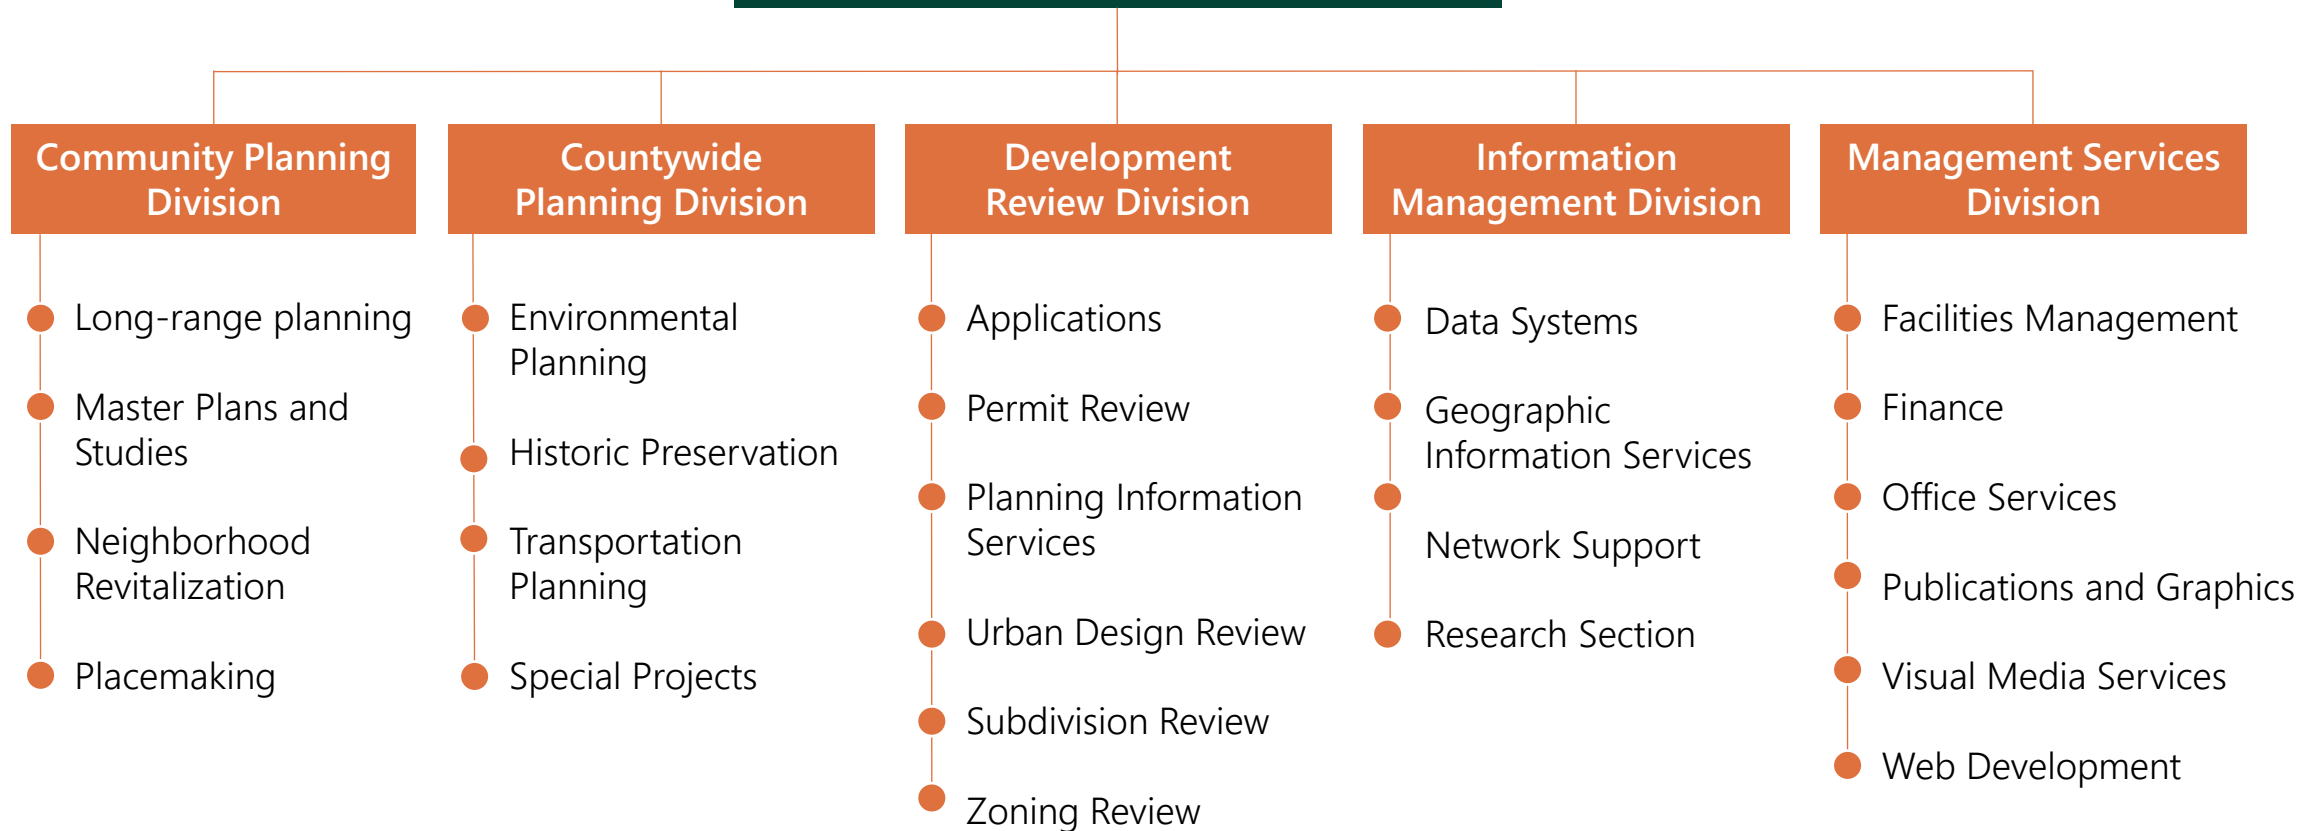 Community Planning
Division
Long-range planning
Master Plans and
Studies
Neighborhood
Revitalization
Placemaking
Countywide
Planning Division
Environmental
Planning
Historic Preservation
Transportation
Planning
Special Projects
Development
Review Division
Applications
Permit Review
Planning Information
Services
Urban Design Review
Subdivision Review
Zoning Review
Information
Management Division
Data Systems
Geographic
Information Services
Network Support
Research Section
Management Services
Division
Facilities Management
Finance
Office Services
Publications and Graphics
Visual Media Services
Web Development